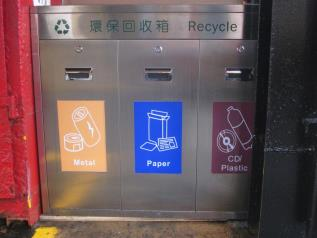 環保回收箱 Recycle
Metal
Paper
CD/
Plastic